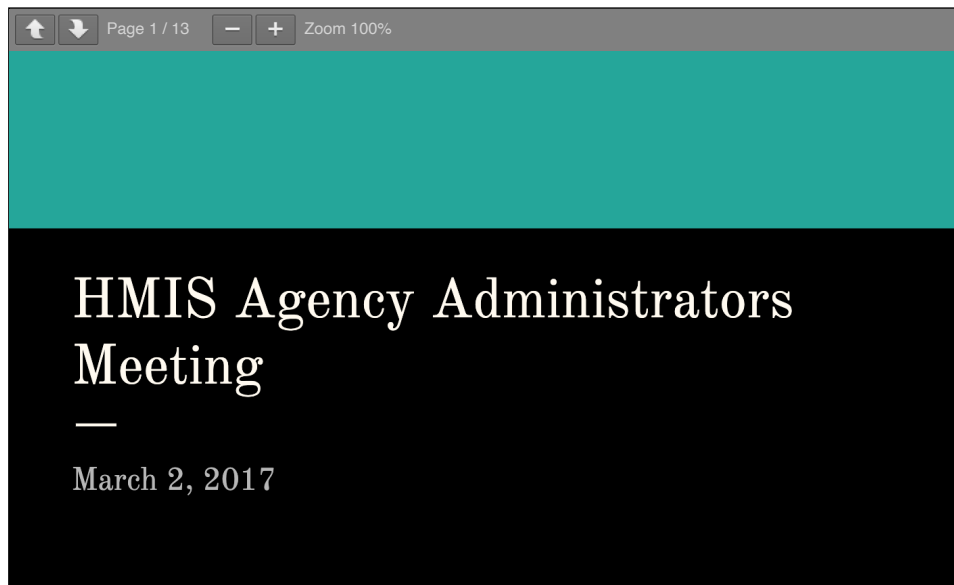 Page 1 / 13 Zoom 100%
HMIS Agency Administrators
Meeting
March 2, 2017